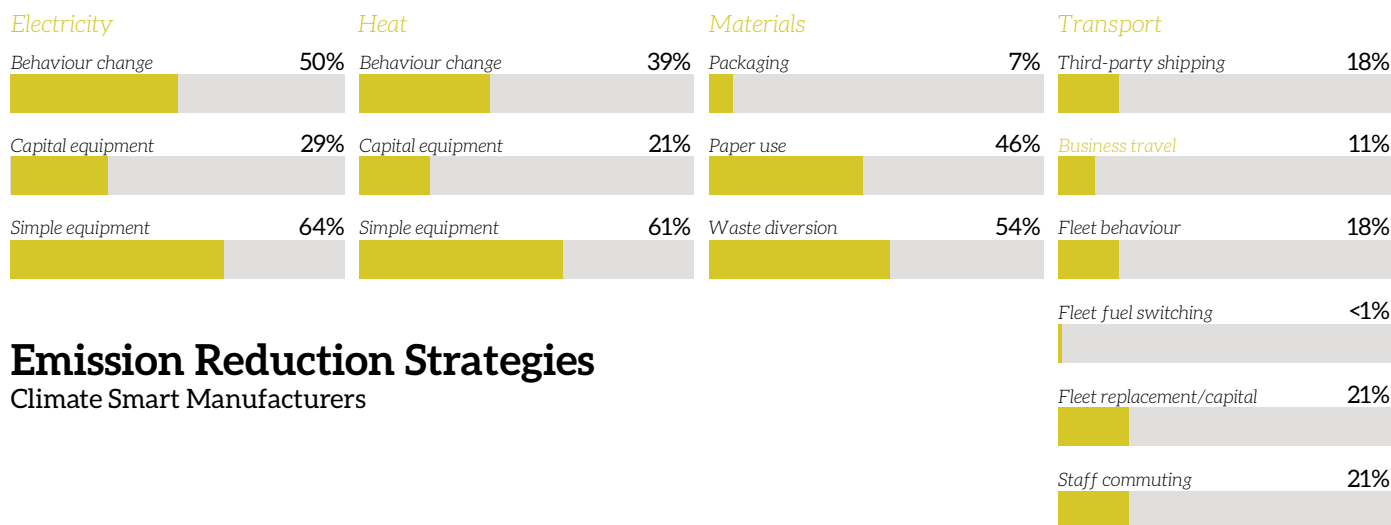 Electricity
Behaviour change 50%
Capital equipment 29%
Simple equipment 64%
Heat
Behaviour change 39%
Capital equipment 21%
Simple equipment 61%
Materials
Packaging 7%
Paper use 46%
Waste diversion 54%
Transport
Third-party shipping 18%
Business travel 11%
Fleet behaviour 18%
Fleet fuel switching <1%
Fleet replacement/capital 21%
Staff commuting 21%
Emission Reduction Strategies
Climate Smart Manufacturers